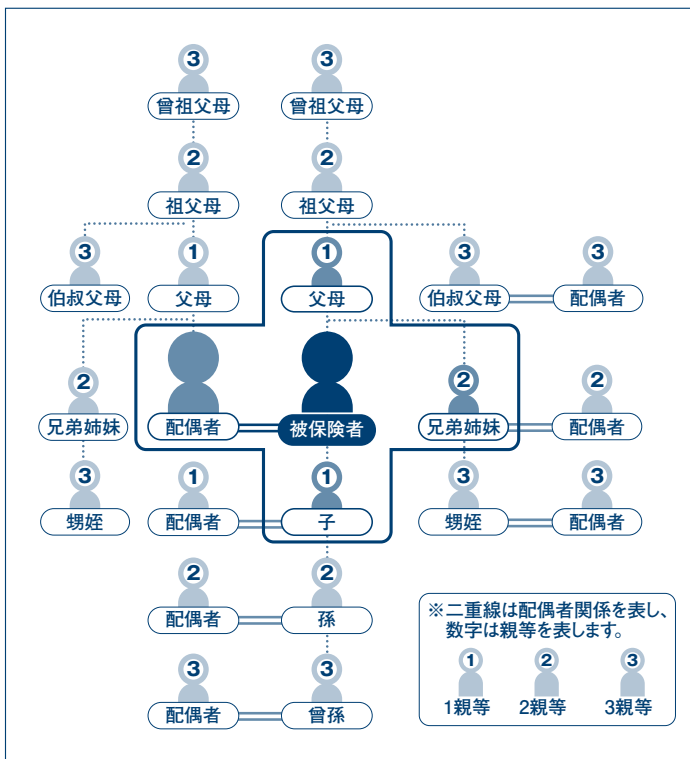 3 3
曾祖父母 曾祖父母
2 2
祖父母 祖父母
3 1 1 3 3
伯叔父母 父母 父母 伯叔父母 配偶者
2 2 2
兄弟姉妹 配偶者 被保険者 兄弟姉妹 配偶者
3 1 1 3 3
甥姪 配偶者 子 甥姪 配偶者
2 2
配偶者 孫
3 3
配偶者 曾孫
※二重線は配偶者関係を表し、
数字は親等を表します。
1 2 3
1親等 2親等 3親等